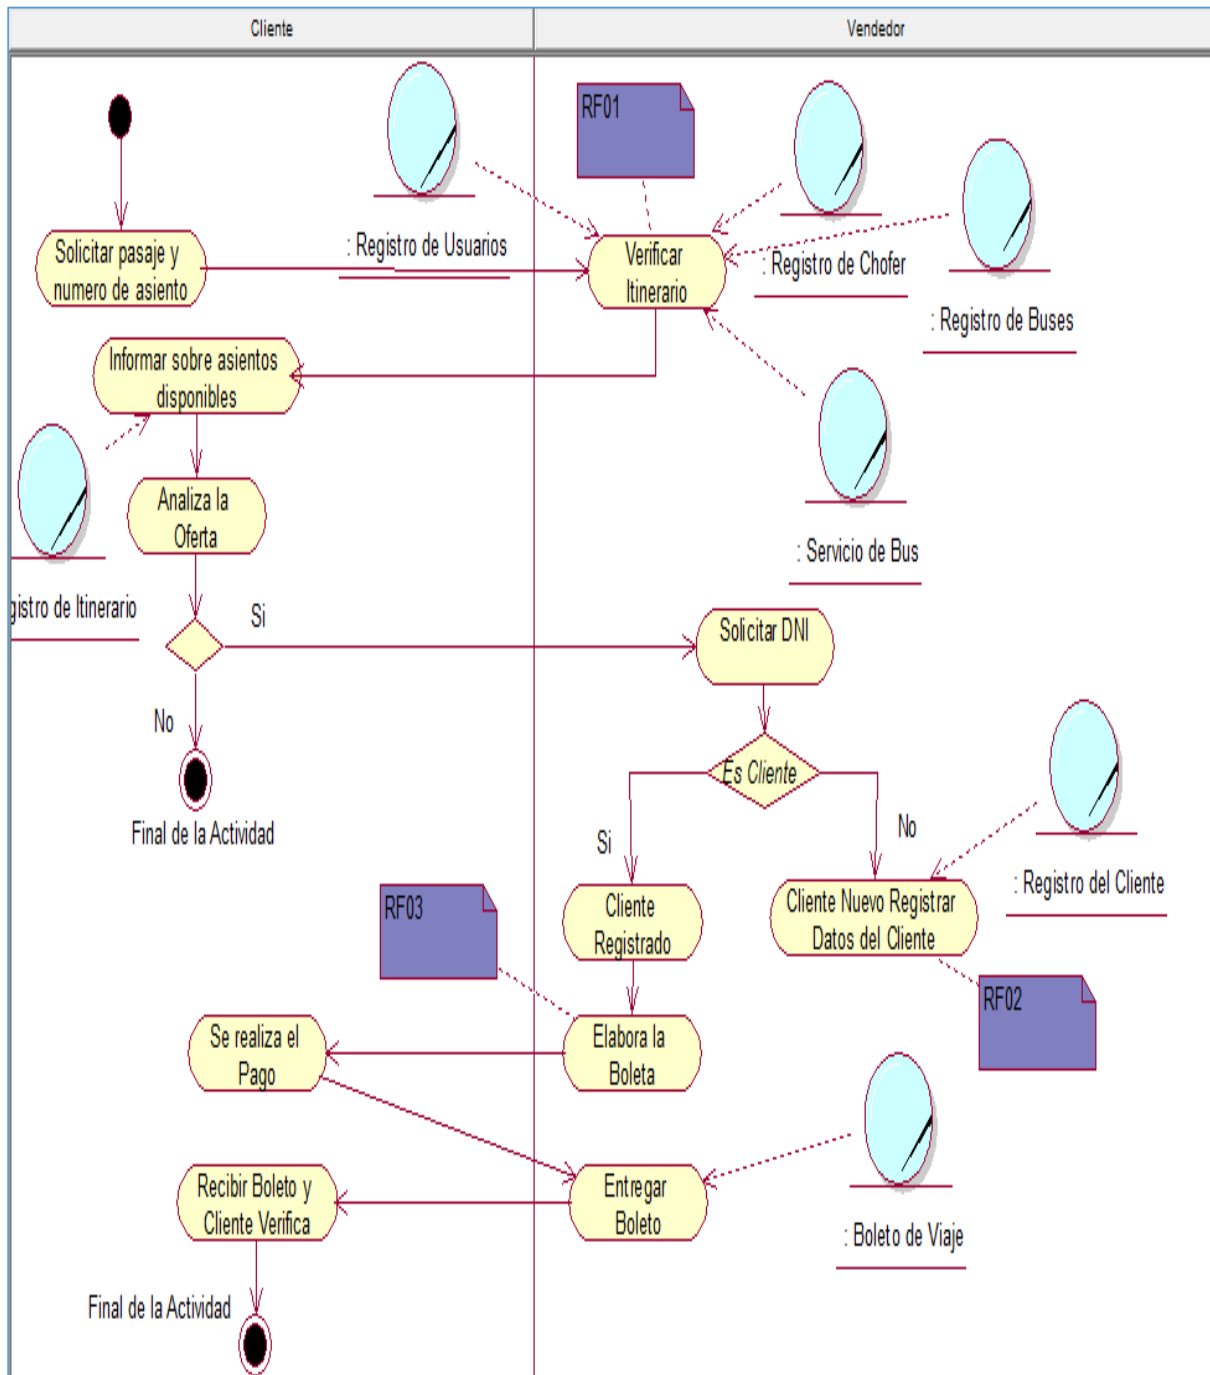 Cliente
Vendedor
RF01
Solicitar pasaje y
numero de asiento
: Registro de Usuarios
Verificar
Itinerario
: Registro de Chofer
: Registro de Buses
Informar sobre asientos
disponibles
Analiza la
Oferta
: Servicio de Bus
gistro de Itinerario
Si
Solicitar DNI
No
Es Cliente
Final de la Actividad
Si
No
: Registro del Cliente
RF03
Cliente
Registrado
Cliente Nuevo Registrar
Datos del Cliente
RF02
Se realiza el
Pago
Elabora la
Boleta
Recibir Boleto y
Cliente Verifica
Entregar
Boleto
: Boleto de Viaje
Final de la Actividad